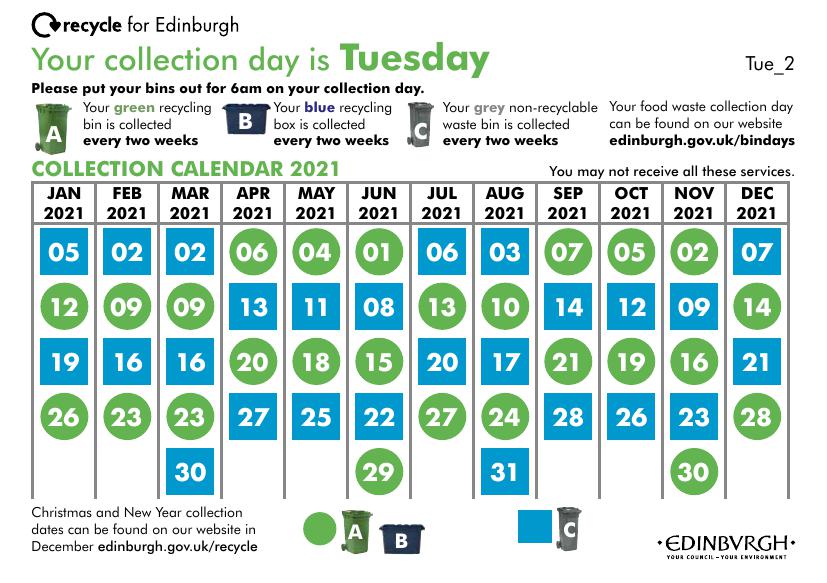 recycle for Edinburgh
Your collection day is Tuesday
Tue_2
Please put your bins out for 6am on your collection day.
A
Your green recycling
bin is collected
every two weeks
B
Your blue recycling
box is collected
every two weeks
C
Your grey non-recyclable
waste bin is collected
every two weeks
Your food waste collection day
can be found on our website
edinburgh.gov.uk/bindays
COLLECTION CALENDAR 2021
You may not receive all these services.
JAN FEB MAR APR MAY JUN JUL AUG SEP OCT NOV DEC
2021 2021 2021 2021 2021 2021 2021 2021 2021 2021 2021 2021
05 02 02 06 04 01 06 03 07 05 02 07
12 09 09 13 11 08 13 10 14 12 09 14
19 16 16 20 18 15 20 17 21 19 16 21
26 23 23 27 25 22 27 24 28 26 23 28
30 29 31 30
Christmas and New Year collection
dates can be found on our website in
December edinburgh.gov.uk/recycle
A
B
C
·EDINBVRGH·
YOUR COUNCIL – YOUR ENVIRONMENT